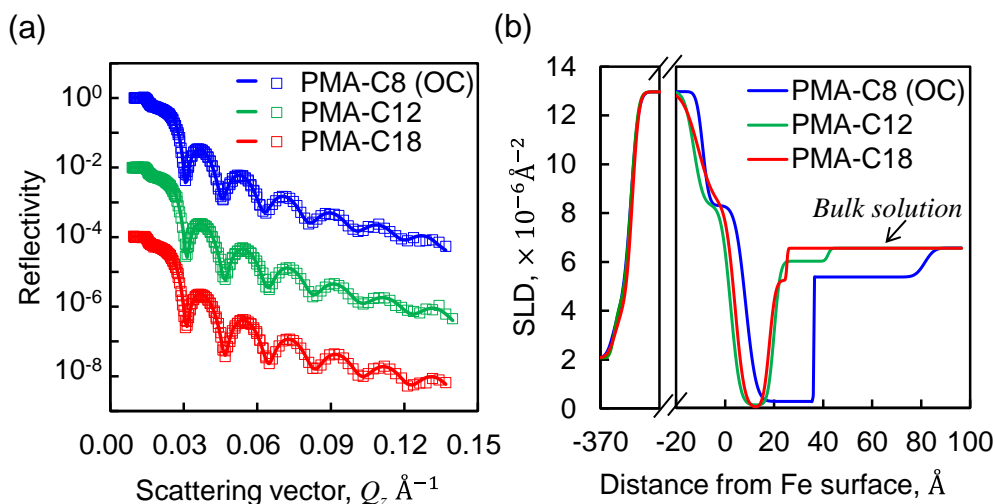 (a)
Reflectivity
10⁰
10⁻²
10⁻⁴
10⁻⁶
10⁻⁸
PMA-C8 (OC)
PMA-C12
PMA-C18
0.00 0.03 0.06 0.09 0.12 0.15
Scattering vector, Q_z Å⁻¹
(b)
SLD, × 10⁻⁶Å⁻²
14
12
10
8
6
4
2
0
PMA-C8 (OC)
PMA-C12
PMA-C18
Bulk solution
-370 -20 0 20 40 60 80 100
Distance from Fe surface, Å